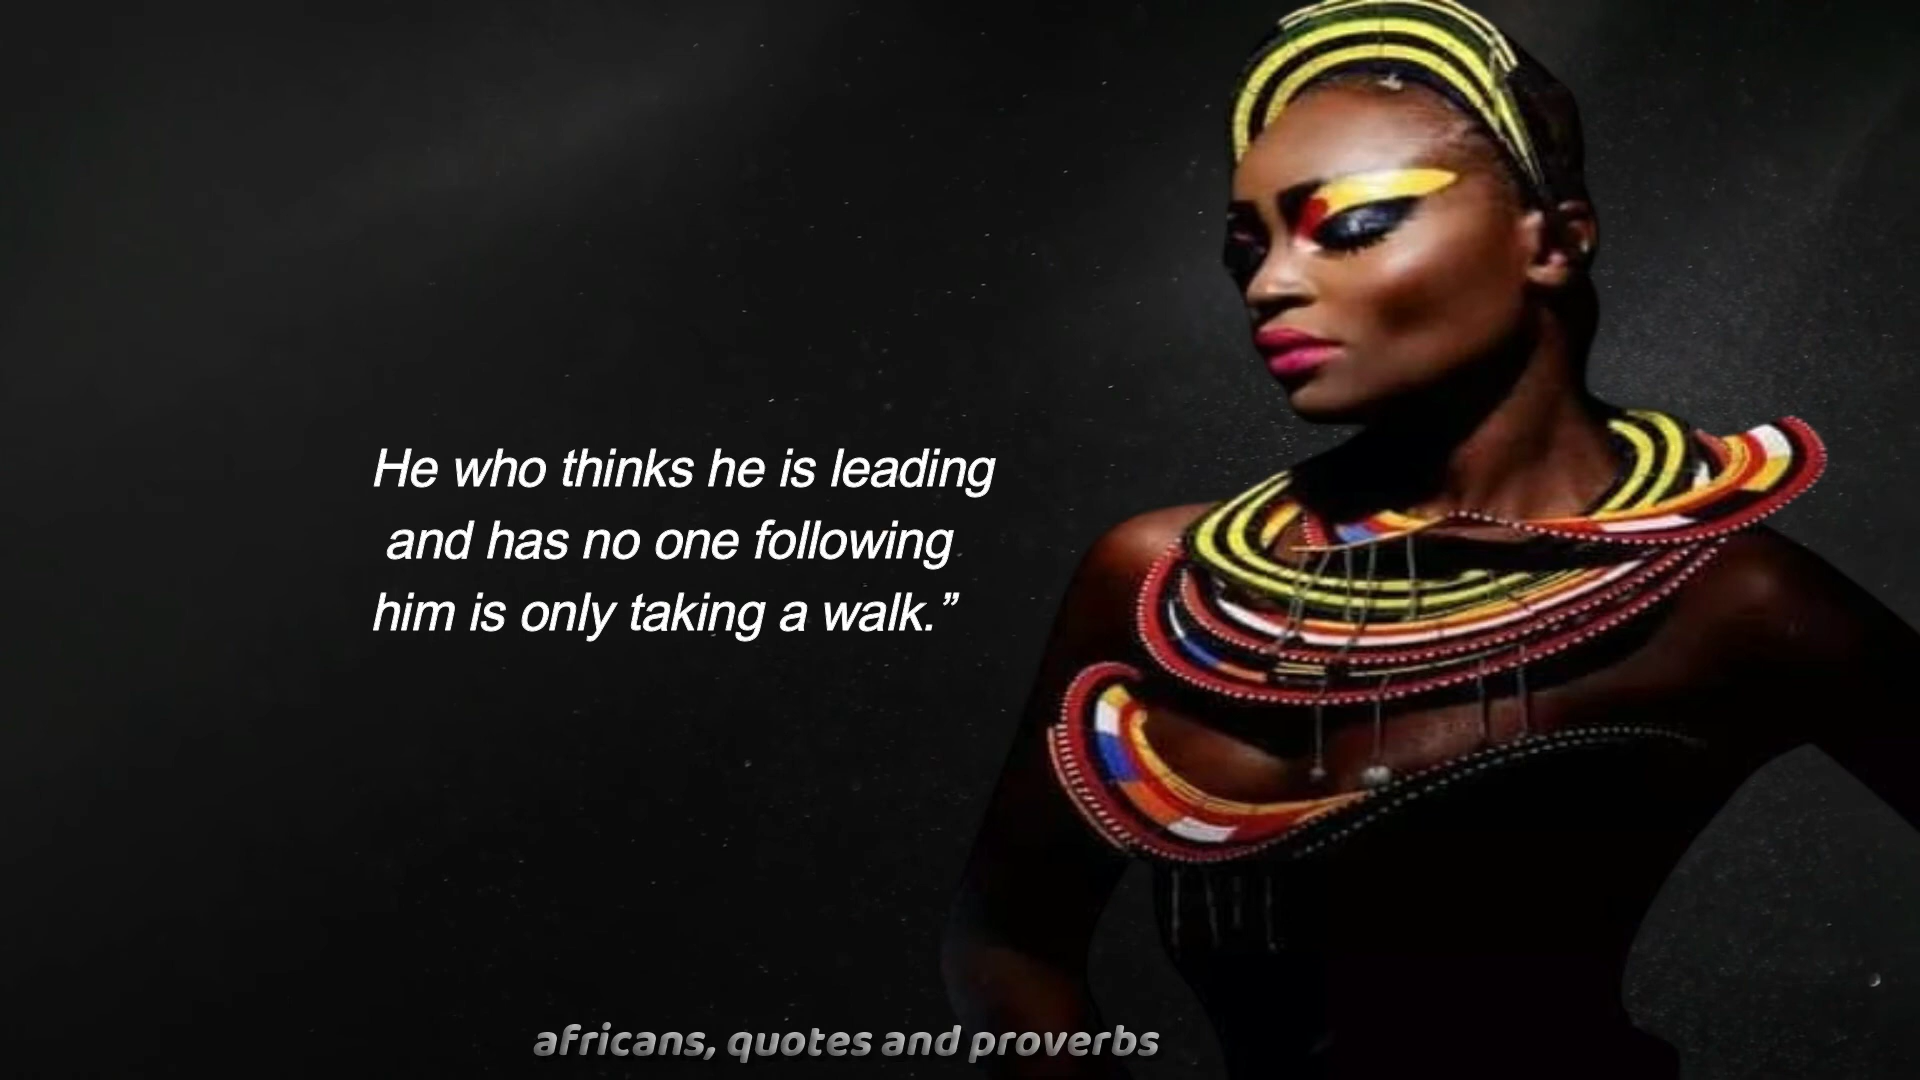 He who thinks he is leading
and has no one following
him is only taking a walk.”
africans, quotes and proverbs